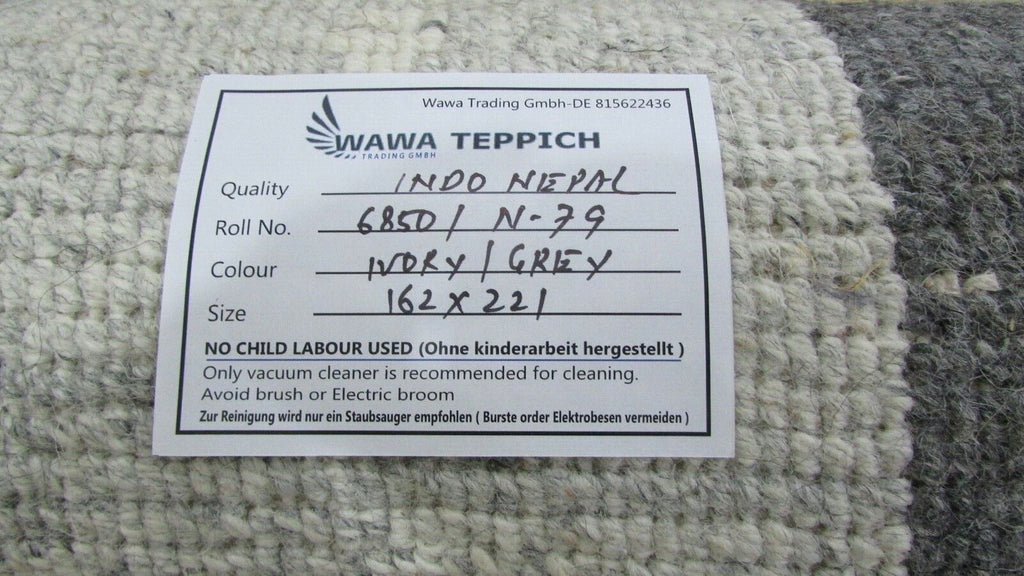 Wawa Trading Gmbh-DE 815622436
WAWA TEPPICH
TRADING GMBH
Quality INDO NEPAL
Roll No. 6850/ N-79
Colour IVORY / GREY
Size 162 x 221
NO CHILD LABOUR USED (Ohne kinderarbeit hergestellt )
Only vacuum cleaner is recommended for cleaning.
Avoid brush or Electric broom
Zur Reinigung wird nur ein Staubsauger empfohlen ( Burste order Elektrobesen vermeiden )